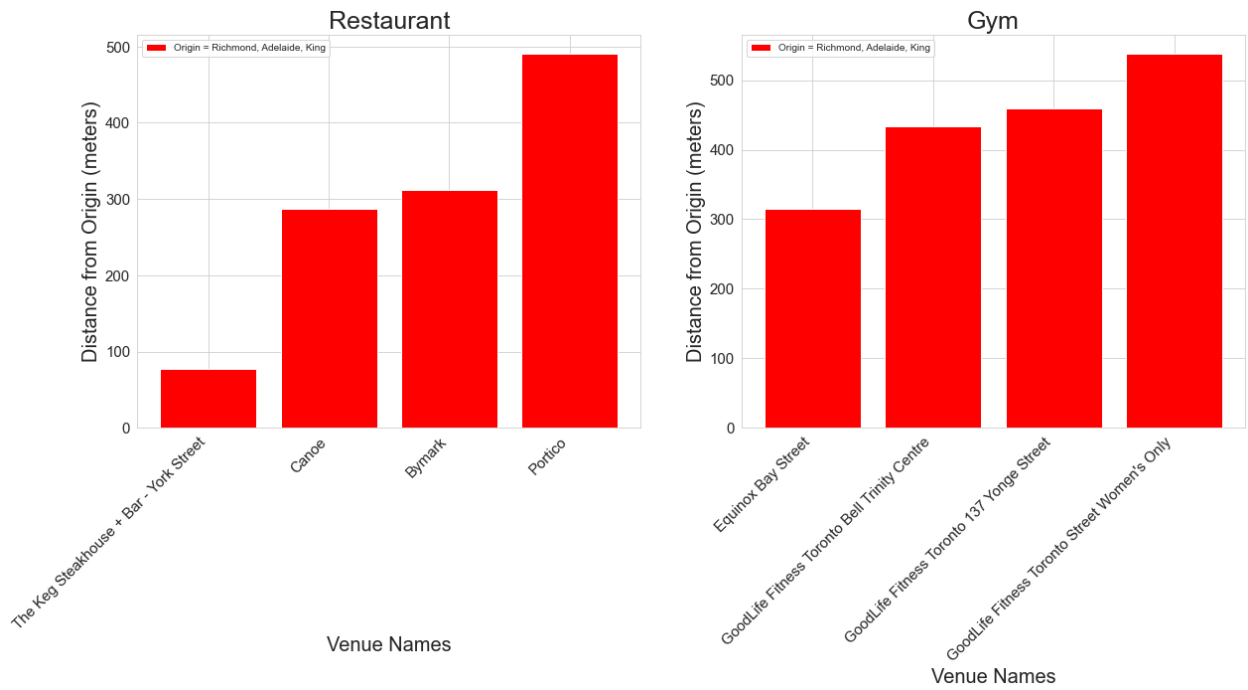 Restaurant
Origin = Richmond, Adelaide, King
Distance from Origin (meters)
500
400
300
200
100
0
The Keg Steakhouse + Bar - York Street
Canoe
Bymark
Portico
Venue Names
Gym
Origin = Richmond, Adelaide, King
Distance from Origin (meters)
500
400
300
200
100
0
Equinox Bay Street
GoodLife Fitness Toronto Bell Trinity Centre
GoodLife Fitness Toronto 137 Yonge Street
GoodLife Fitness Toronto Street Women's Only
Venue Names